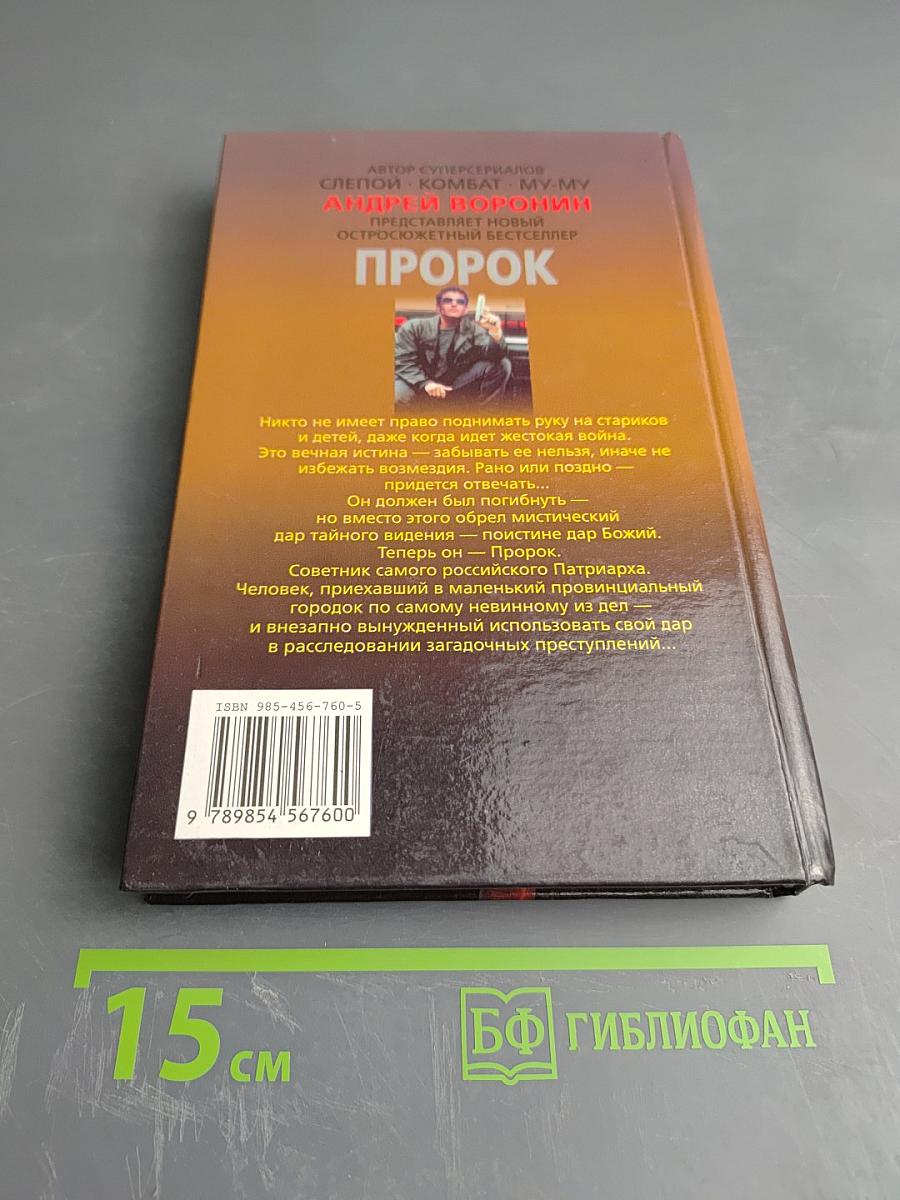 АВТОР СУПЕРСЕРИАЛОВ
СЛЕПОЙ · КОМБАТ · МУ-МУ
АНДРЕЙ ВОРОНИН
ПРЕДСТАВЛЯЕТ НОВЫЙ
ОСТРОСЮЖЕТНЫЙ БЕСТСЕЛЛЕР
ПРОРОК
Никто не имеет право поднимать руку на стариков
и детей, даже когда идет жестокая война.
Это вечная истина — забывать ее нельзя, иначе не
избежать возмездия. Рано или поздно —
придется отвечать...
Он должен был погибнуть —
но вместо этого обрел мистический
дар тайного видения — поистине дар Божий.
Теперь он — Пророк.
Советник самого российского Патриарха.
Человек, приехавший в маленький провинциальный
городок по самому невинному из дел —
и внезапно вынужденный использовать свой дар
в расследовании загадочных преступлений...
ISBN 985-456-760-5
9 789854 567600
15 см
БФ ГИБЛИОФАН